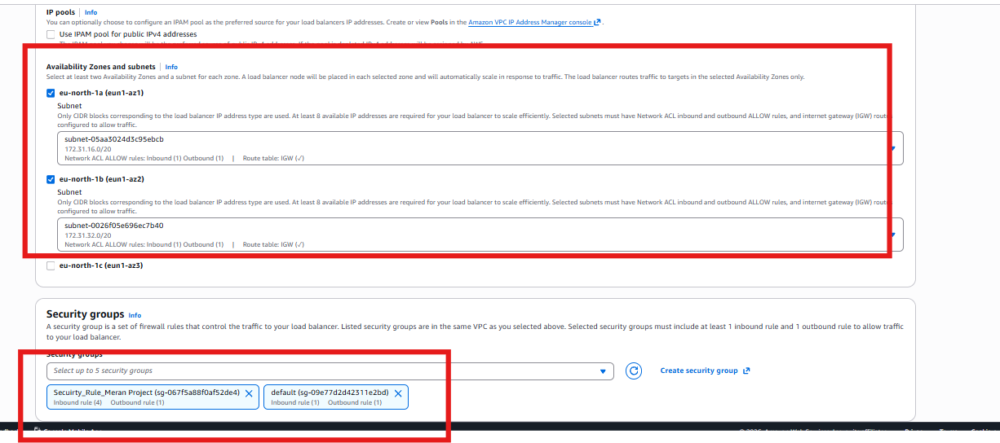 IP pools | Info
You can optionally choose to configure an IPAM pool as the preferred source for your load balancers IP addresses. Create or view Pools in the Amazon VPC IP Address Manager console.
Use IPAM pool for public IPv4 addresses
Availability Zones and subnets | Info
Select at least two Availability Zones and a subnet for each zone. A load balancer node will be placed in each selected zone and will automatically scale in response to traffic. The load balancer routes traffic to targets in the selected Availability Zones only.
eu-north-1a (eun1-az1)
Subnet
Only CIDR blocks corresponding to the load balancer IP address type are used. At least 8 available IP addresses are required for your load balancer to scale efficiently. Selected subnets must have Network ACL inbound and outbound ALLOW rules, and internet gateway (IGW) route
configured to allow traffic.
subnet-05aa3024d3c95ebcb
172.31.16.0/20
Network ACL ALLOW rules: Inbound (1) Outbound (1) | Route table: IGW (✓)
eu-north-1b (eun1-az2)
Subnet
Only CIDR blocks corresponding to the load balancer IP address type are used. At least 8 available IP addresses are required for your load balancer to scale efficiently. Selected subnets must have Network ACL inbound and outbound ALLOW rules, and internet gateway (IGW) route
configured to allow traffic.
subnet-0026f05e696ec7b40
172.31.32.0/20
Network ACL ALLOW rules: Inbound (1) Outbound (1) | Route table: IGW (✓)
eu-north-1c (eun1-az3)
Security groups Info
A security group is a set of firewall rules that control the traffic to your load balancer. Listed security groups are in the same VPC as you selected above. Selected security groups must include at least 1 inbound rule and 1 outbound rule to allow traffic
to your load balancer.
Security groups
Select up to 5 security groups
Create security group
Secuirty_Rule_Meran Project (sg-067f5a88f0af52de4)
Inbound rule (4) Outbound rule (1)
default (sg-09e77d2d42311e2bd)
Inbound rule (1) Outbound rule (1)